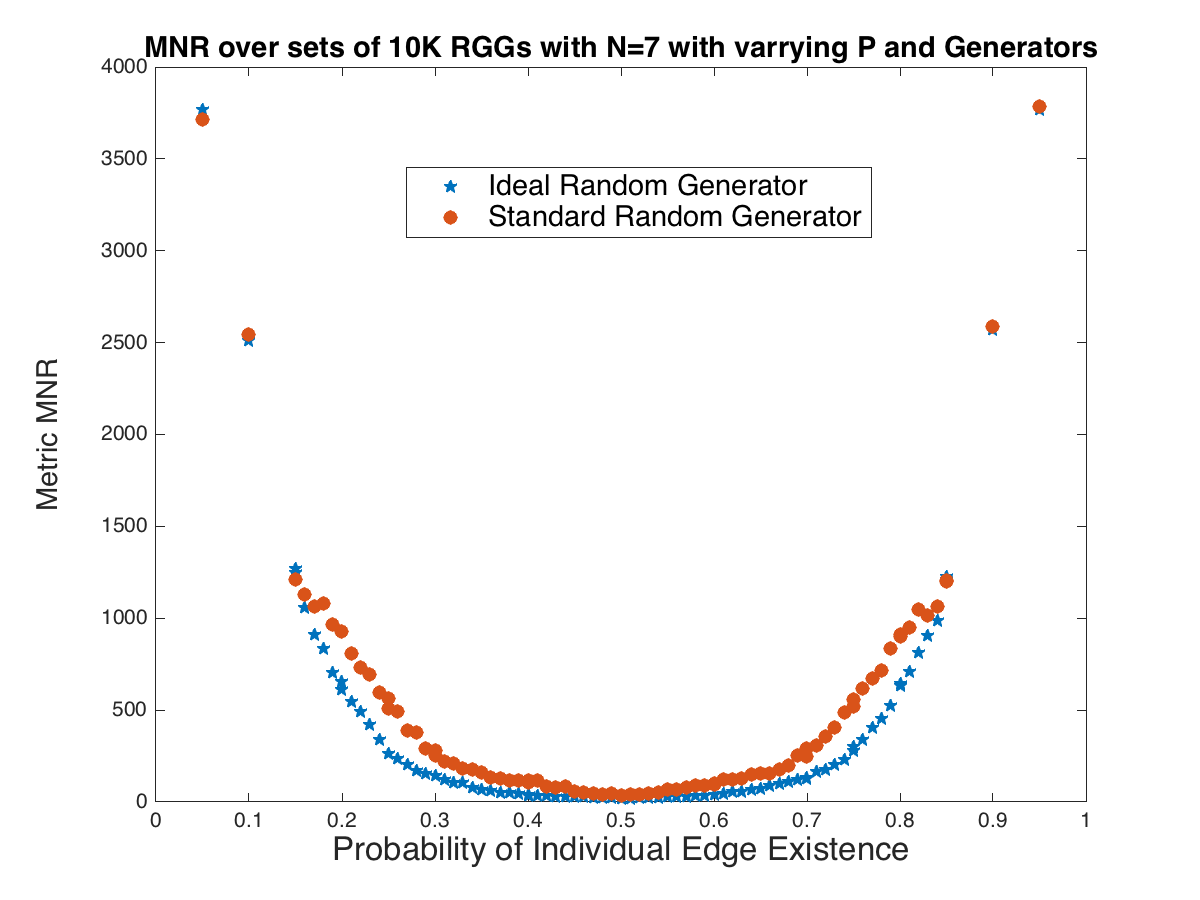 MNR over sets of 10K RGGs with N=7 with varrying P and Generators
4000
3500
3000
2500
2000
1500
1000
500
0
Metric MNR
Ideal Random Generator
Standard Random Generator
0 0.1 0.2 0.3 0.4 0.5 0.6 0.7 0.8 0.9 1
Probability of Individual Edge Existence